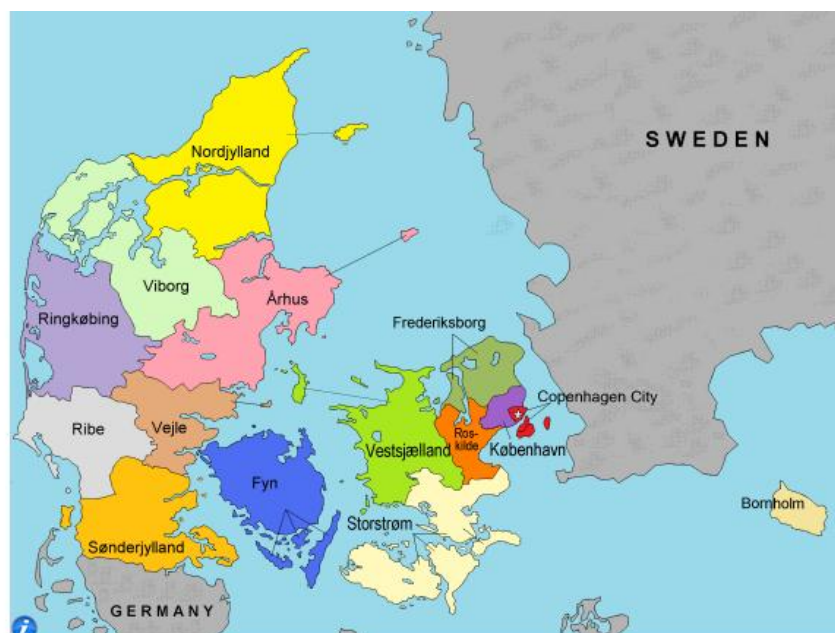 SWEDEN
Nordjylland
Viborg
Århus
Ringkøbing
Frederiksborg
Copenhagen City
Ribe
Vejle
Vestsjælland
Ros-
kilde
København
Fyn
Storstrøm
Bornholm
Sønderjylland
GERMANY
i